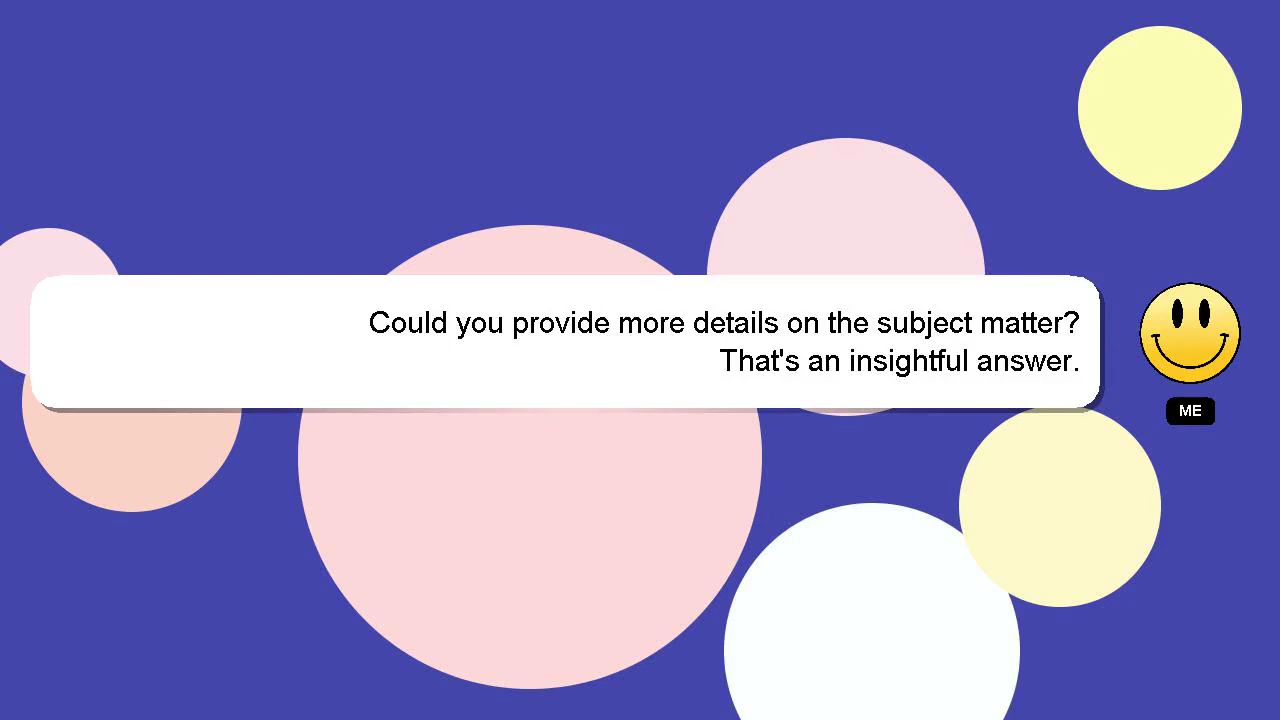 Could you provide more details on the subject matter?
That's an insightful answer.
ME